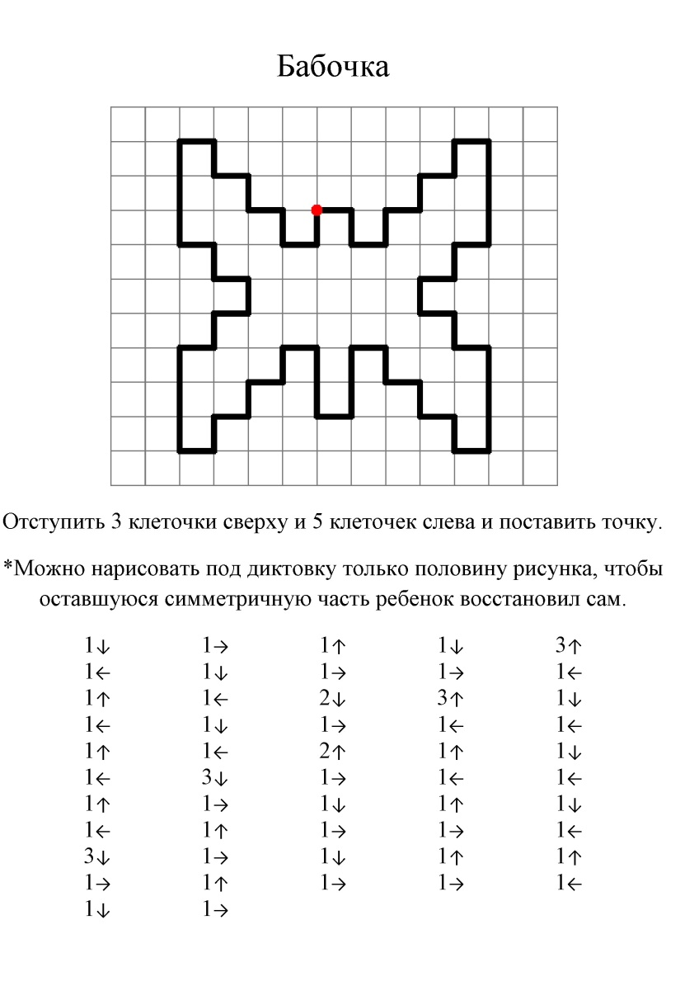 Бабочка
Отступить 3 клеточки сверху и 5 клеточек слева и поставить точку.
*Можно нарисовать под диктовку только половину рисунка, чтобы
оставшуюся симметричную часть ребенок восстановил сам.
1↓ 1→ 1↑ 1↓ 3↑
1← 1↓ 1→ 1→ 1←
1↑ 1← 2↓ 3↑ 1↓
1← 1↓ 1→ 1← 1←
1↑ 1← 2↑ 1↑ 1↓
1← 3↓ 1→ 1← 1←
1↑ 1→ 1↓ 1↑ 1↓
1← 1↑ 1→ 1→ 1←
3↓ 1→ 1↓ 1↑ 1↑
1→ 1↑ 1→ 1→ 1←
1↓ 1→